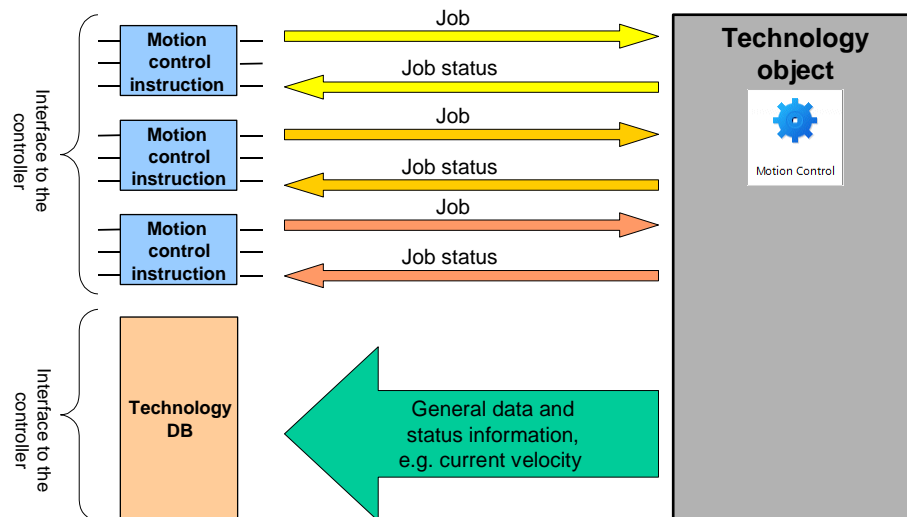 Interface to the
controller
Motion
control
instruction
Job
Job status
Motion
control
instruction
Job
Job status
Motion
control
instruction
Job
Job status
Technology
object
Motion Control
Interface to the
controller
Technology
DB
General data and
status information,
e.g. current velocity